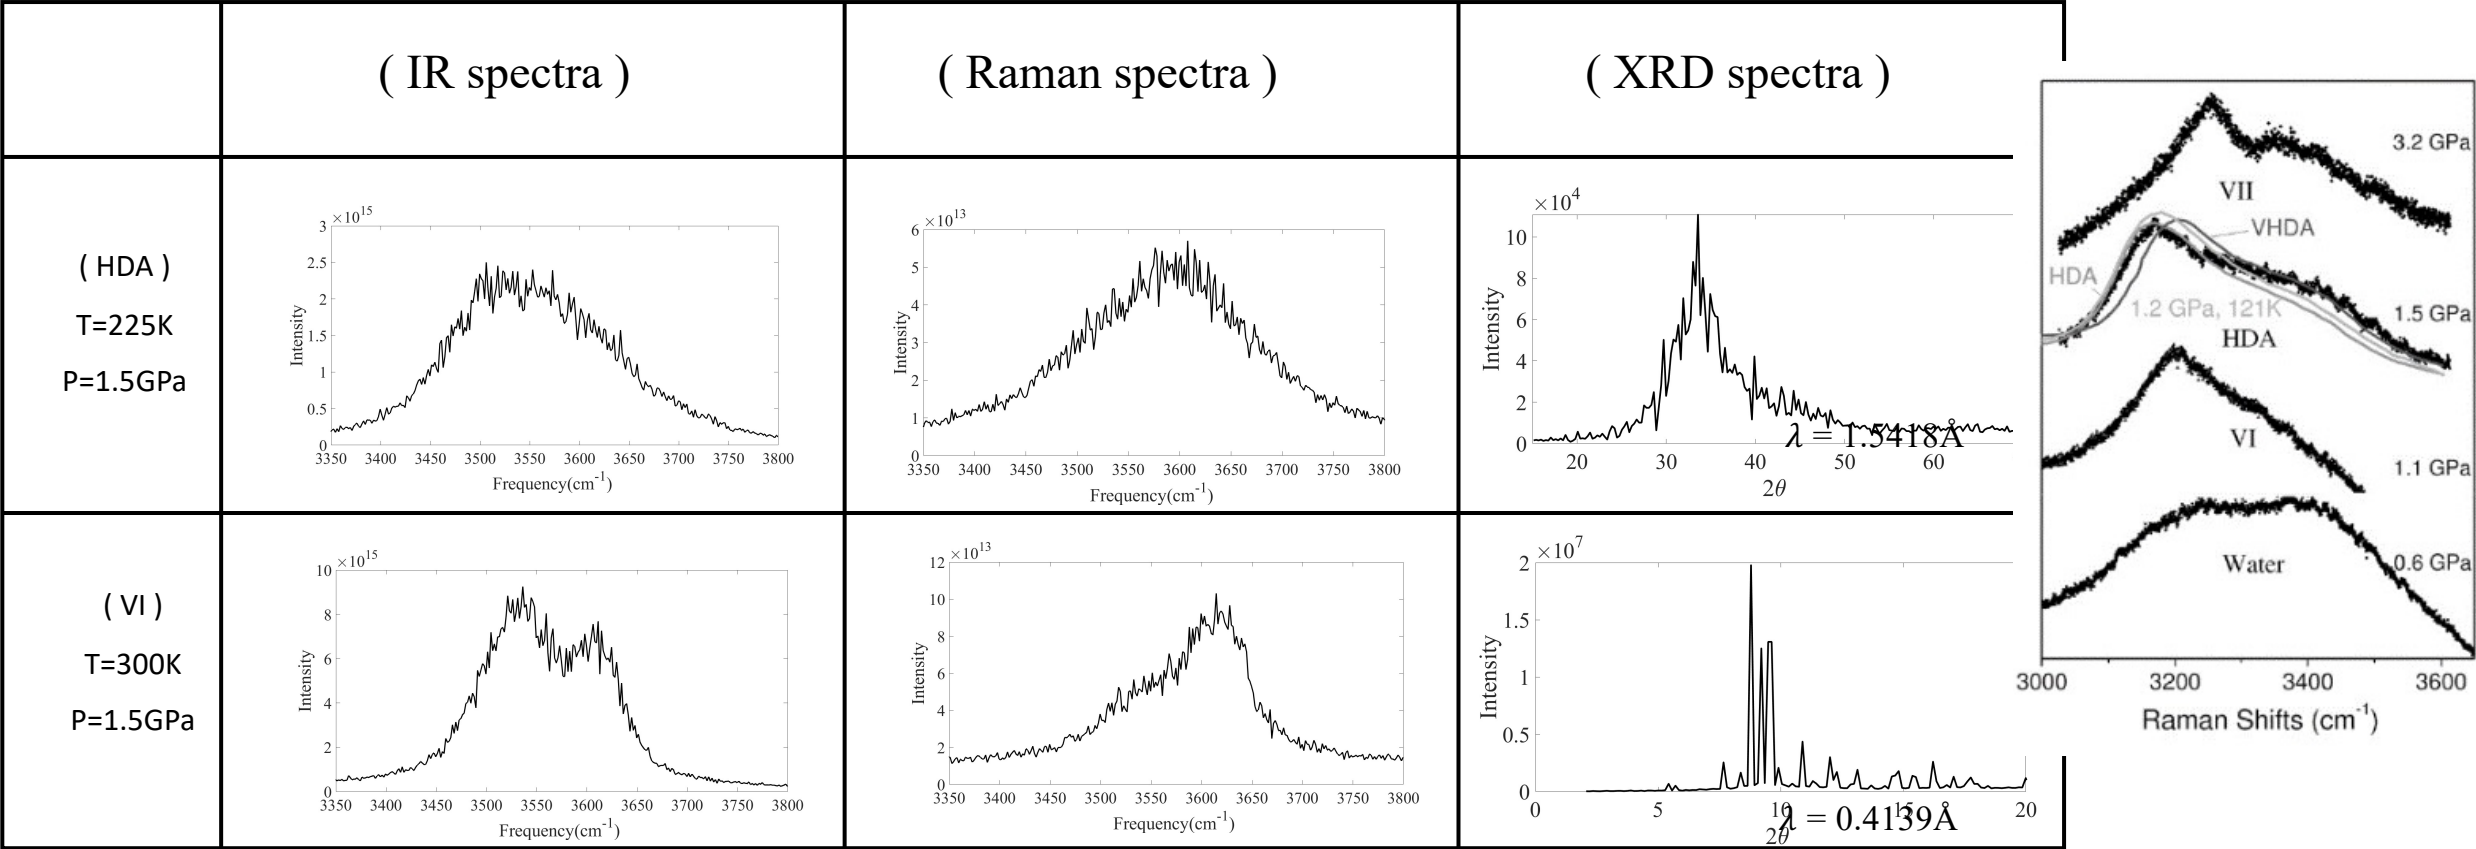 ( IR spectra )
( Raman spectra )
( XRD spectra )
( HDA )
T=225K
P=1.5GPa
×10^15
3
2.5
2
1.5
1
0.5
0
Intensity
3350 3400 3450 3500 3550 3600 3650 3700 3750 3800
Frequency(cm^-1)
×10^13
6
5
4
3
2
1
0
Intensity
3350 3400 3450 3500 3550 3600 3650 3700 3750 3800
Frequency(cm^-1)
×10^4
10
8
6
4
2
0
Intensity
λ = 1.5418Å
20 30 40 50 60
2θ
( VI )
T=300K
P=1.5GPa
×10^15
10
8
6
4
2
0
Intensity
3350 3400 3450 3500 3550 3600 3650 3700 3750 3800
Frequency(cm^-1)
×10^13
12
10
8
6
4
2
0
Intensity
3350 3400 3450 3500 3550 3600 3650 3700 3750 3800
Frequency(cm^-1)
×10^7
2
1.5
1
0.5
0
Intensity
0 5 10 15 20
2θ
λ = 0.4139Å
3.2 GPa
VII
VHDA
HDA
1.2 GPa, 121K
1.5 GPa
HDA
VI
1.1 GPa
Water
0.6 GPa
3000 3200 3400 3600
Raman Shifts (cm^-1)